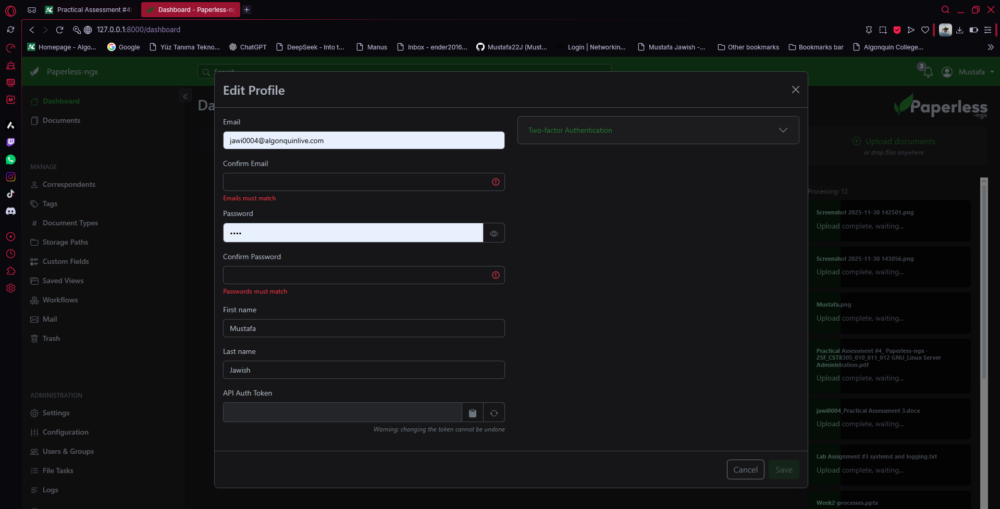 Practical Assessment #4:
Dashboard - Paperless-ng
127.0.0.1:8000/dashboard
Homepage - Algo...
Google
Yüz Tanıma Tekno...
ChatGPT
DeepSeek - Into t...
Manus
Inbox - ender2016...
Mustafa22J (Must...
Login | Networkin...
Mustafa Jawish -...
Other bookmarks
Bookmarks bar
Algonquin College...
Paperless-ngx
Search
3
Mustafa
Dashboard
Documents
MANAGE
Correspondents
Tags
Document Types
Storage Paths
Custom Fields
Saved Views
Workflows
Mail
Trash
ADMINISTRATION
Settings
Configuration
Users & Groups
File Tasks
Logs
Da
Edit Profile
Email
jawi0004@algonquinlive.com
Confirm Email
Emails must match
Password
••••
Confirm Password
Passwords must match
First name
Mustafa
Last name
Jawish
API Auth Token
Warning: changing the token cannot be undone
Two-factor Authentication
Cancel
Save
Paperless
-ngx
Upload documents
or drop files anywhere
Processing: 12
Screenshot 2025-11-30 142501.png
Upload complete, waiting...
Screenshot 2025-11-30 143056.png
Upload complete, waiting...
Mustafa.png
Upload complete, waiting...
Practical Assessment #4_ Paperless-ngx -
25F_CST8305_010_011_012 GNU_Linux Server
Administration.pdf
Upload complete, waiting...
jawi0004_Practical Assessment 3.docx
Upload complete, waiting...
Lab Assignment #3 systemd and logging.txt
Upload complete, waiting...
Week2-processes.pptx